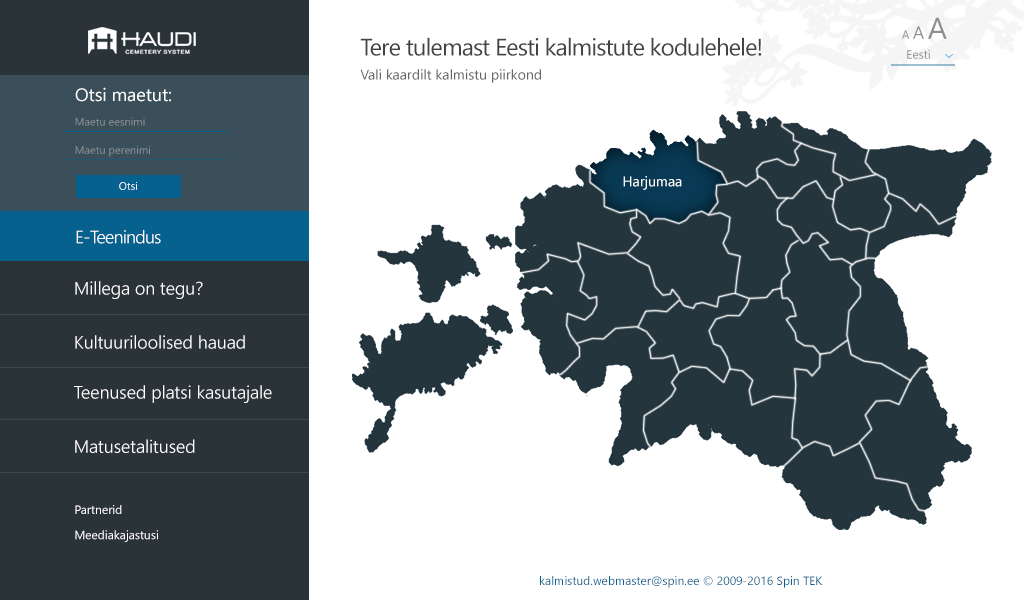 HAUDI
CEMETERY SYSTEM
Otsi maetut:
Maetu eesnimi
Maetu perenimi
Otsi
E-Teenindus
Millega on tegu?
Kultuuriloolised hauad
Teenused platsi kasutajale
Matusetalitused
Partnerid
Meediakajastusi
Tere tulemast Eesti kalmistute kodulehele!
Vali kaardilt kalmistu piirkond
A A A
Eesti
Harjumaa
kalmistud.webmaster@spin.ee © 2009-2016 Spin TEK